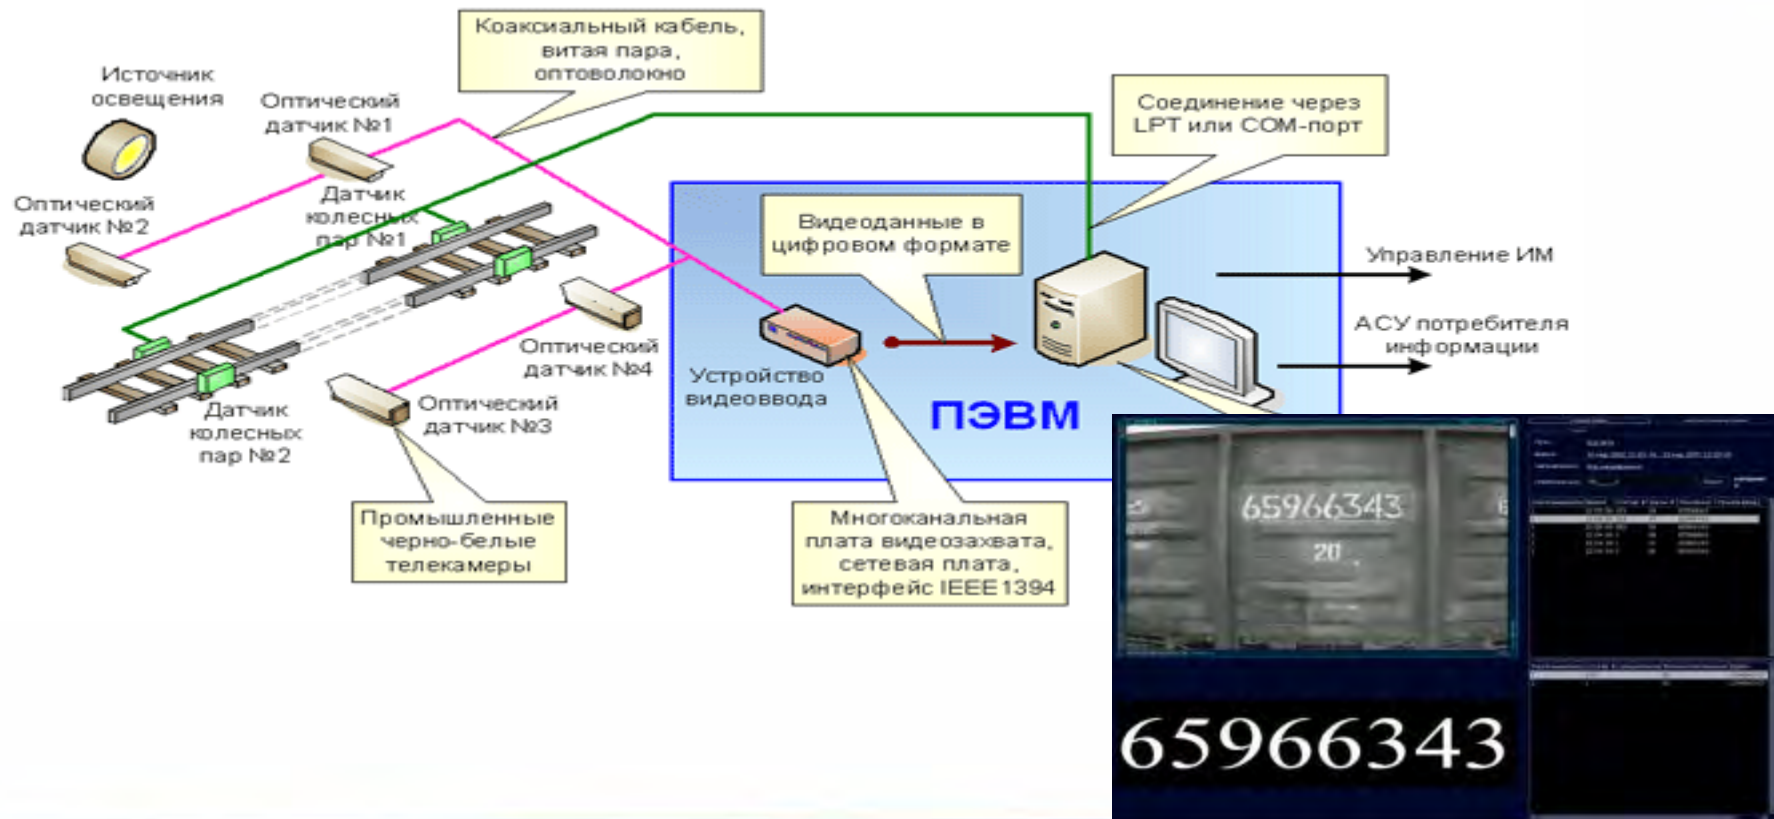 Коаксиальный кабель,
витая пара,
оптоволокно
Источник
освещения
Оптический
датчик №1
Соединение через
LPT или COM-порт
Оптический
датчик №2
Датчик
колесных
пар №1
Видеоданные в
цифровом формате
Управление ИМ
АСУ потребителя
информации
Оптический
датчик №4
Устройство
видеоввода
ПЭВМ
Оптический
датчик №3
Датчик
колесных
пар №2
Промышленные
черно-белые
телекамеры
Многоканальная
плата видеозахвата,
сетевая плата,
интерфейс IEEE1394
65966343
20
65966343